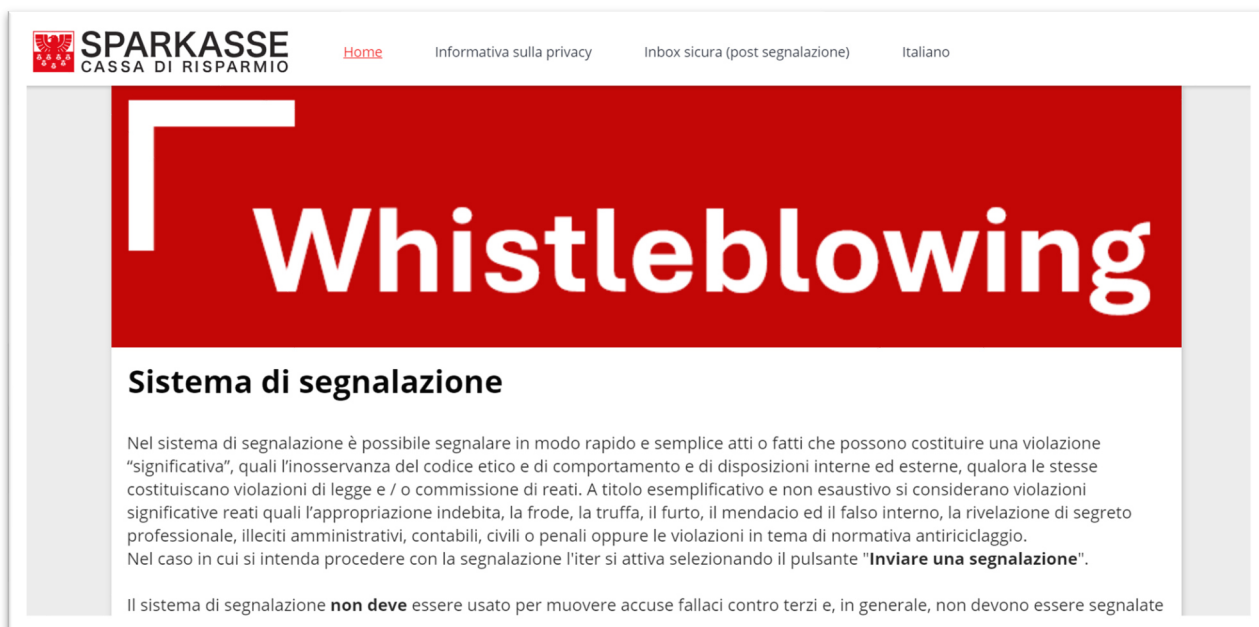 SPARKASSE
CASSA DI RISPARMIO
Home Informativa sulla privacy Inbox sicura (post segnalazione) Italiano
Whistleblowing
Sistema di segnalazione
Nel sistema di segnalazione è possibile segnalare in modo rapido e semplice atti o fatti che possono costituire una violazione
“significativa”, quali l’inosservanza del codice etico e di comportamento e di disposizioni interne ed esterne, qualora le stesse
costituiscano violazioni di legge e / o commissione di reati. A titolo esemplificativo e non esaustivo si considerano violazioni
significative reati quali l’appropriazione indebita, la frode, la truffa, il furto, il mendacio ed il falso interno, la rivelazione di segreto
professionale, illeciti amministrativi, contabili, civili o penali oppure le violazioni in tema di normativa antiriciclaggio.
Nel caso in cui si intenda procedere con la segnalazione l'iter si attiva selezionando il pulsante "Inviare una segnalazione".
Il sistema di segnalazione non deve essere usato per muovere accuse fallaci contro terzi e, in generale, non devono essere segnalate